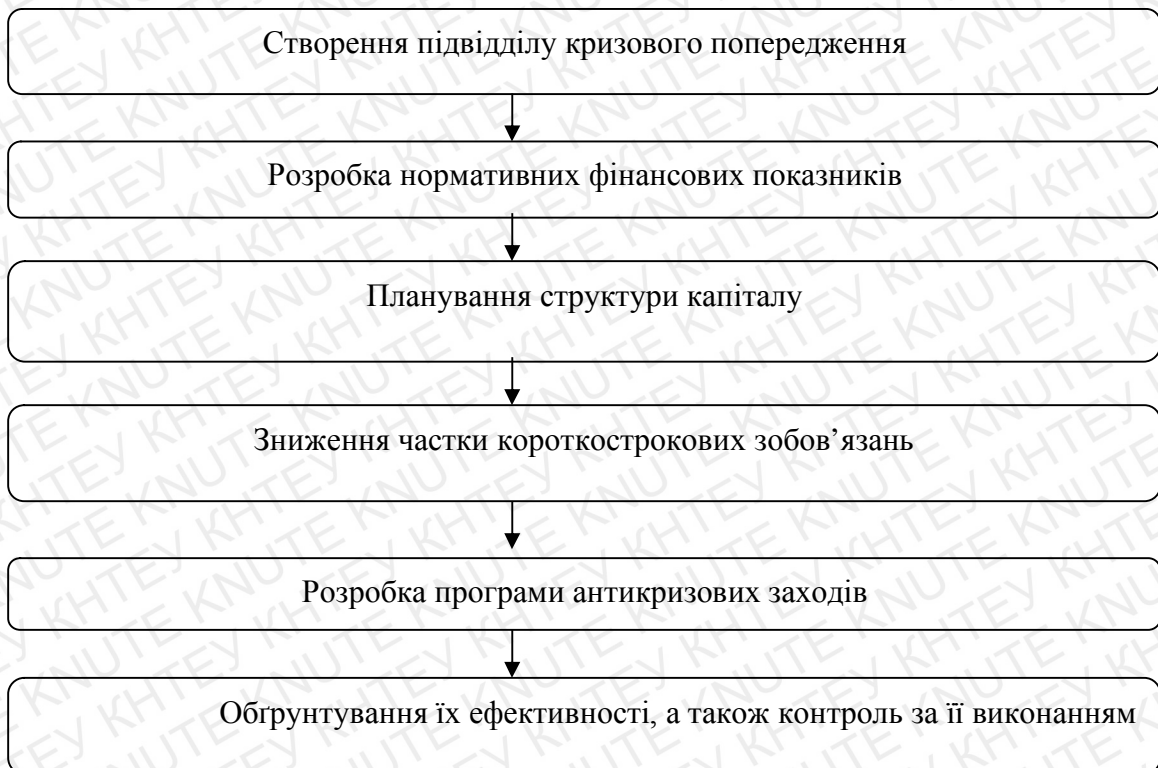 Створення підвідділу кризового попередження
Розробка нормативних фінансових показників
Планування структури капіталу
Зниження частки короткострокових зобов’язань
Розробка програми антикризових заходів
Обґрунтування їх ефективності, а також контроль за її виконанням